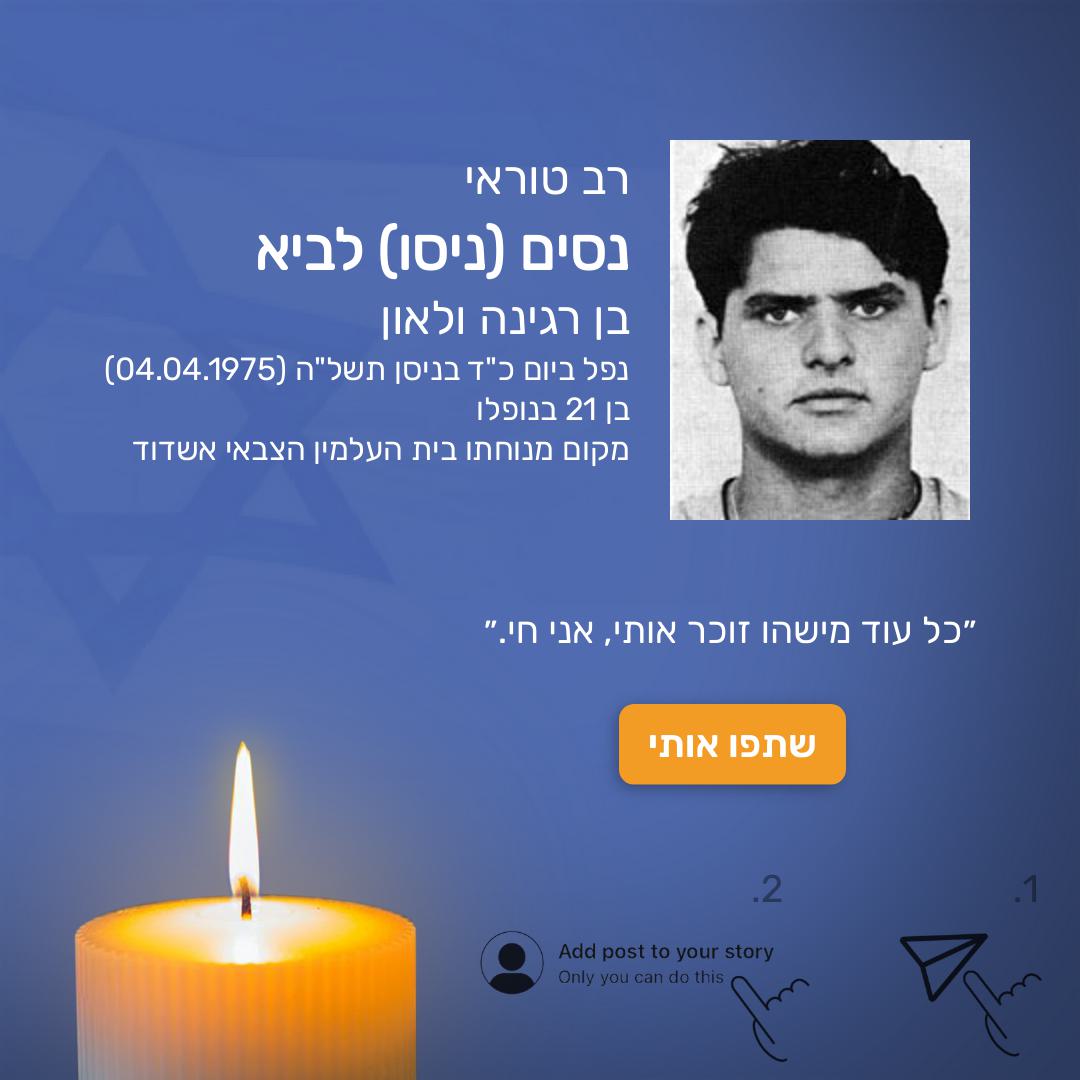 רב טוראי
נסים (ניסו) לביא
בן רגינה ולאון
נפל ביום כ"ד בניסן תשל"ה (04.04.1975)
בן 21 בנופלו
מקום מנוחתו בית העלמין הצבאי אשדוד
״כל עוד מישהו זוכר אותי, אני חי.״
שתפו אותי
1.
2.
Add post to your story
Only you can do this